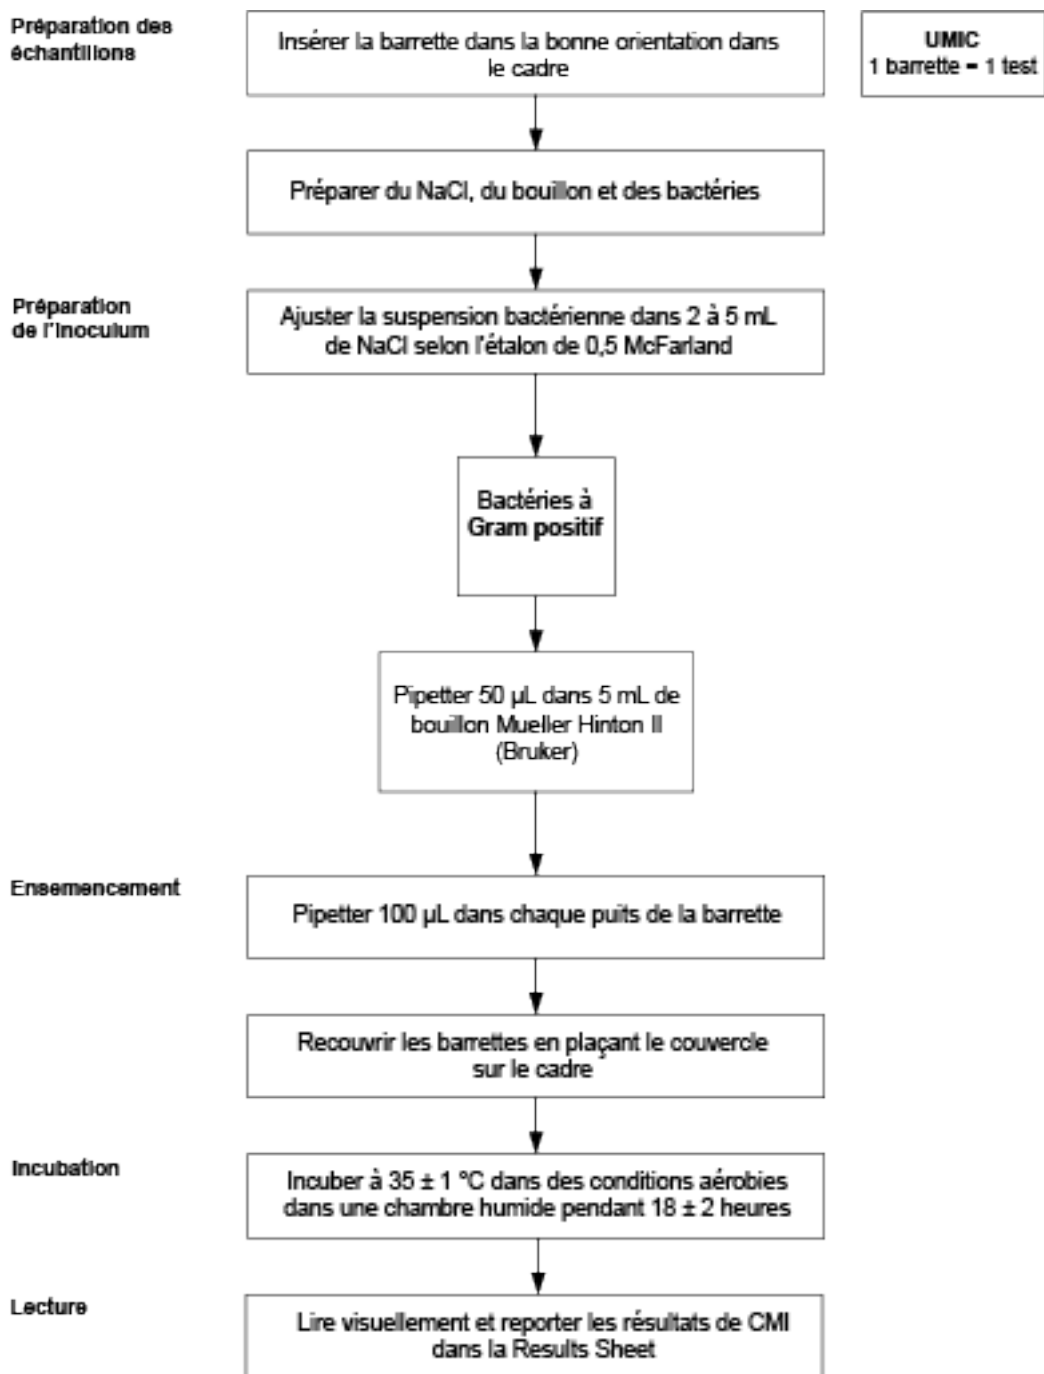 Préparation des
échantillons
Insérer la barrette dans la bonne orientation dans
le cadre
UMIC
1 barrette = 1 test
Préparer du NaCl, du bouillon et des bactéries
Préparation
de l'inoculum
Ajuster la suspension bactérienne dans 2 à 5 mL
de NaCl selon l'étalon de 0,5 McFarland
Bactéries à
Gram positif
Pipetter 50 µL dans 5 mL de
bouillon Mueller Hinton II
(Bruker)
Ensemencement
Pipetter 100 µL dans chaque puits de la barrette
Recouvrir les barrettes en plaçant le couvercle
sur le cadre
Incubation
Incuber à 35 ± 1 °C dans des conditions aérobies
dans une chambre humide pendant 18 ± 2 heures
Lecture
Lire visuellement et reporter les résultats de CMI
dans la Results Sheet